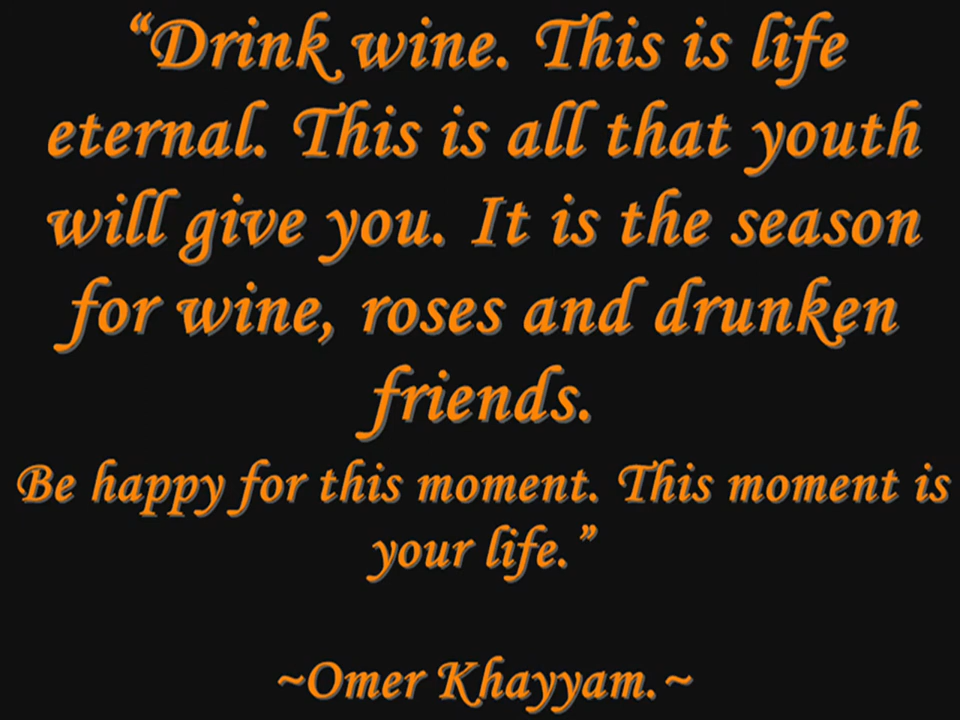 “Drink wine. This is life
eternal. This is all that youth
will give you. It is the season
for wine, roses and drunken
friends.
Be happy for this moment. This moment is
your life.”
~Omer Khayyam.~